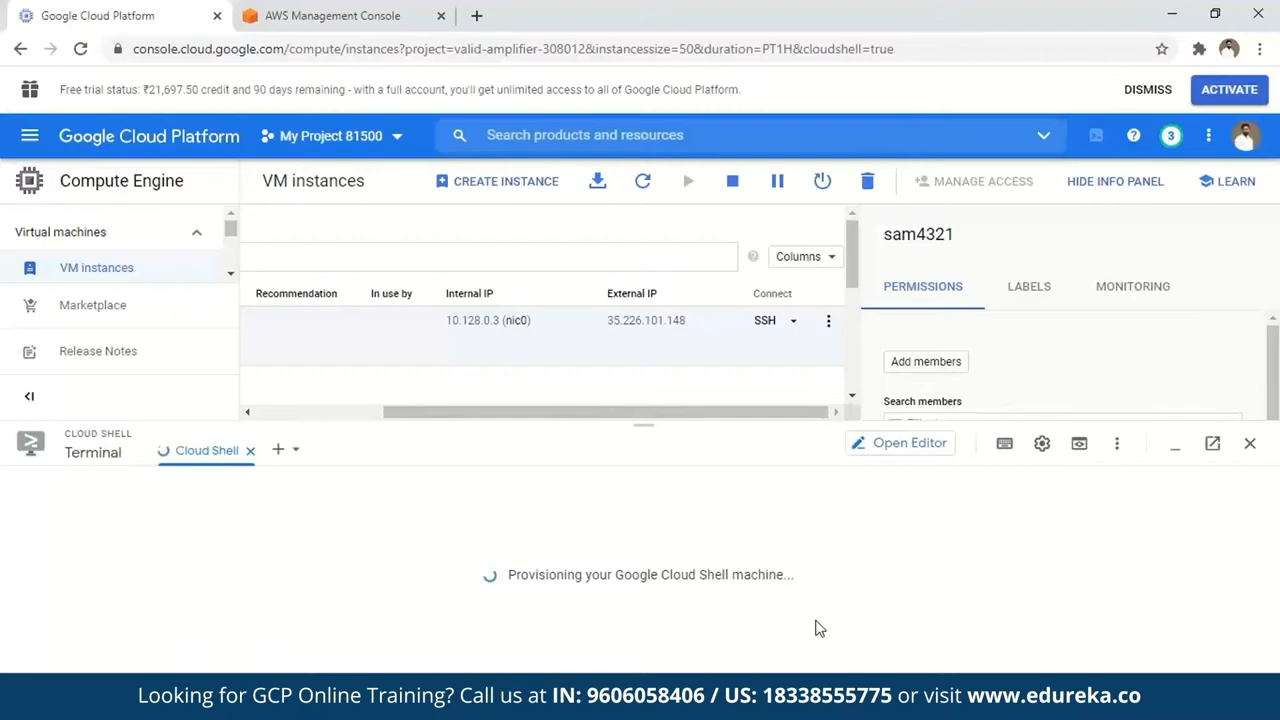 Google Cloud Platform
AWS Management Console
console.cloud.google.com/compute/instances?project=valid-amplifier-308012&instancessize=50&duration=PT1H&cloudshell=true
Free trial status: ₹21,697.50 credit and 90 days remaining - with a full account, you'll get unlimited access to all of Google Cloud Platform.
DISMISS
ACTIVATE
Google Cloud Platform
My Project 81500
Search products and resources
3
Compute Engine
VM instances
CREATE INSTANCE
MANAGE ACCESS
HIDE INFO PANEL
LEARN
Virtual machines
VM instances
Marketplace
Release Notes
Columns
Recommendation
In use by
Internal IP
External IP
Connect
10.128.0.3 (nic0)
35.226.101.148
SSH
sam4321
PERMISSIONS
LABELS
MONITORING
Add members
Search members
CLOUD SHELL
Terminal
Cloud Shell
Open Editor
Provisioning your Google Cloud Shell machine...
Looking for GCP Online Training? Call us at IN: 9606058406 / US: 18338555775 or visit www.edureka.co